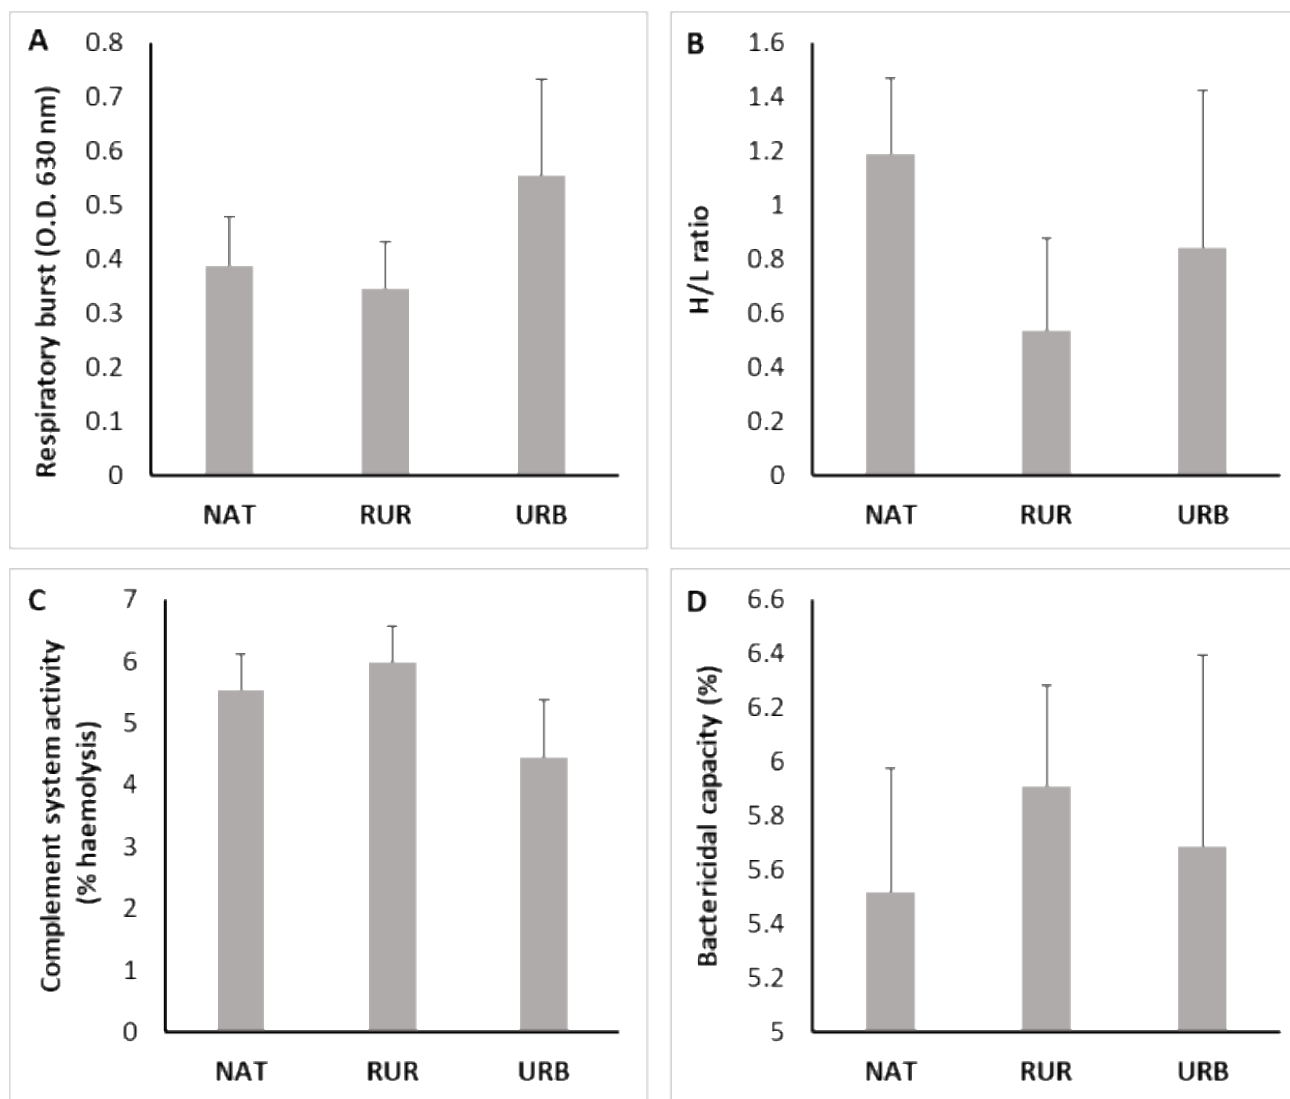 A
Respiratory burst (O.D. 630 nm)
0.8
0.7
0.6
0.5
0.4
0.3
0.2
0.1
0
NAT RUR URB
B
H/L ratio
1.6
1.4
1.2
1
0.8
0.6
0.4
0.2
0
NAT RUR URB
C
Complement system activity
(% haemolysis)
7
6
5
4
3
2
1
0
NAT RUR URB
D
Bactericidal capacity (%)
6.6
6.4
6.2
6
5.8
5.6
5.4
5.2
5
NAT RUR URB